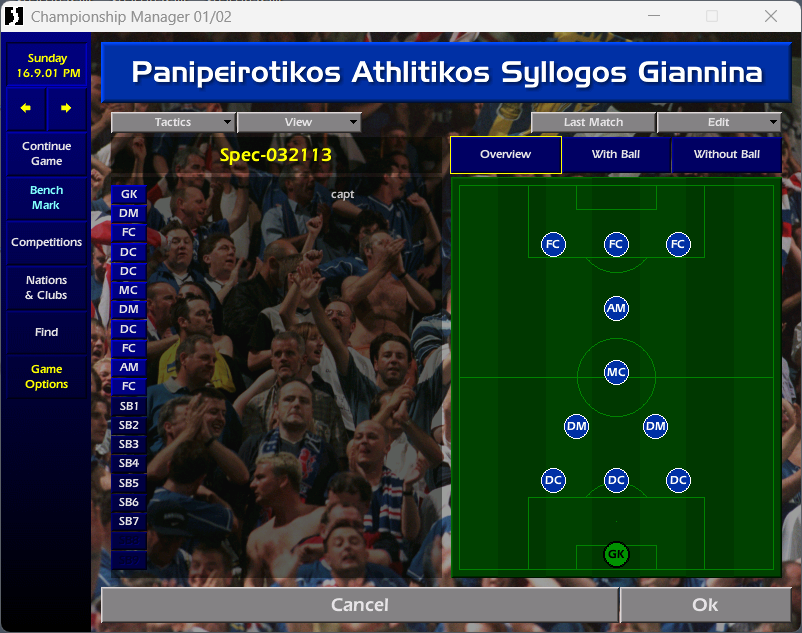 Championship Manager 01/02
Sunday
16.9.01 PM
Continue
Game
Bench
Mark
Competitions
Nations
& Clubs
Find
Game
Options
Panipeirotikos Athlitikos Syllogos Giannina
Tactics
View
Last Match
Edit
Spec-032113
Overview
With Ball
Without Ball
GK capt
DM
FC
DC
DC
MC
DM
DC
FC
AM
FC
SB1
SB2
SB3
SB4
SB5
SB6
SB7
FC FC FC
AM
MC
DM DM
DC DC DC
GK
Cancel
Ok